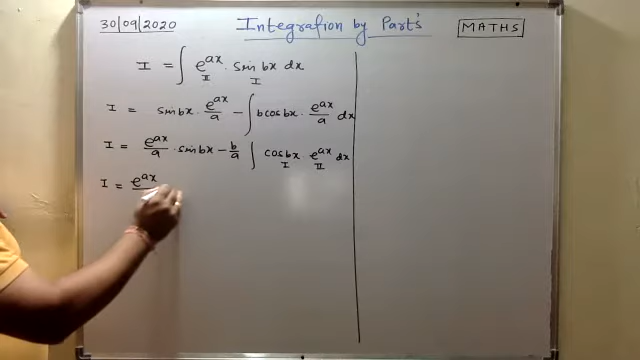 30/09/2020 Integration by Part's MATHS
I = ∫ e^ax . sin bx dx
II I
I = sin bx . e^ax/a - ∫ b cos bx . e^ax/a dx
I = e^ax/a . sin bx - b/a ∫ cos bx e^ax dx
I II
I = e^ax